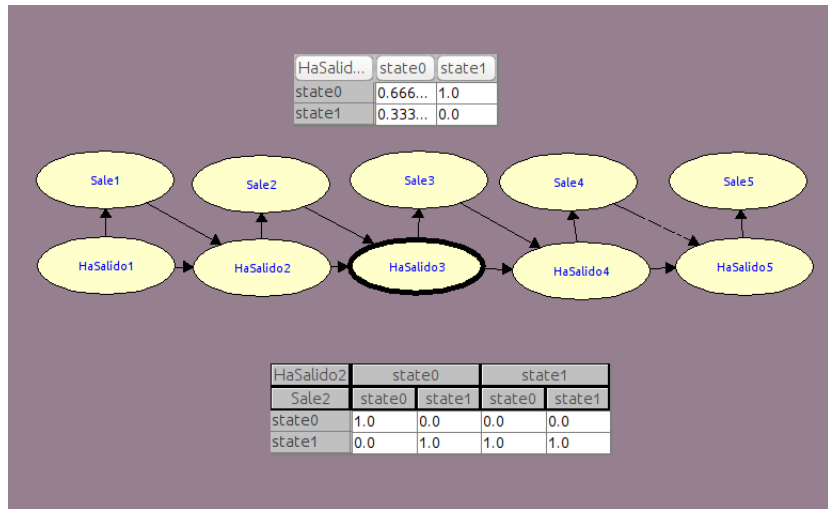 HaSalid... state0 state1
state0 0.666... 1.0
state1 0.333... 0.0
Sale1 Sale2 Sale3 Sale4 Sale5
HaSalido1 HaSalido2 HaSalido3 HaSalido4 HaSalido5
HaSalido2 state0 state1
Sale2 state0 state1 state0 state1
state0 1.0 0.0 0.0 0.0
state1 0.0 1.0 1.0 1.0